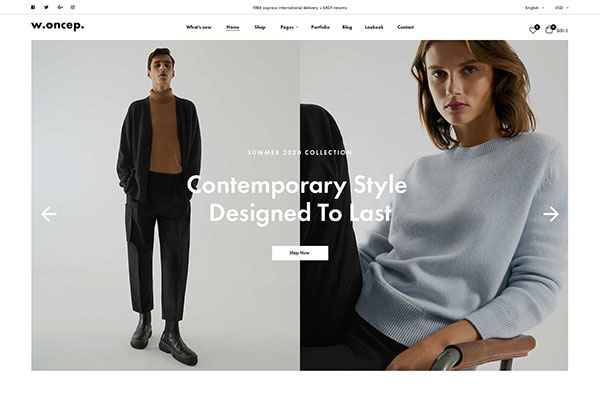 FREE express international delivery + EASY returns
English
USD
w.oncep.
What's new
Home
Shop
Pages
Portfolio
Blog
Lookook
Contact
0
0
$00.0
SUMMER 2020 COLLECTION
Contemporary Style
Designed To Last
Shop Now